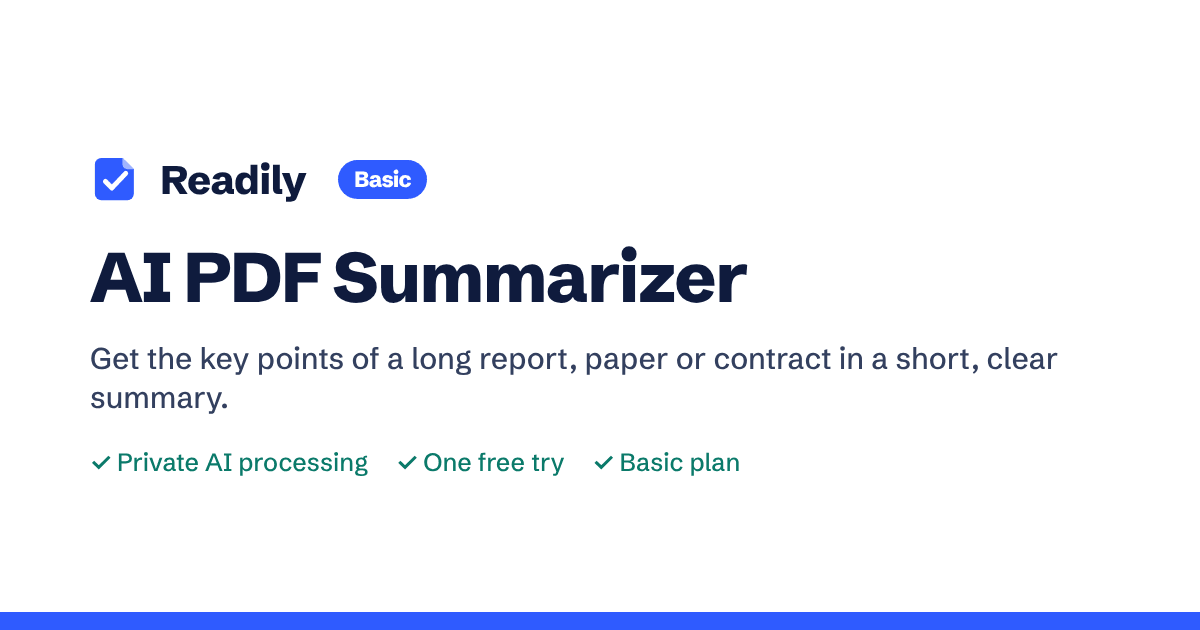 Readily
Basic
AI PDF Summarizer
Get the key points of a long report, paper or contract in a short, clear
summary.
✓ Private AI processing ✓ One free try ✓ Basic plan